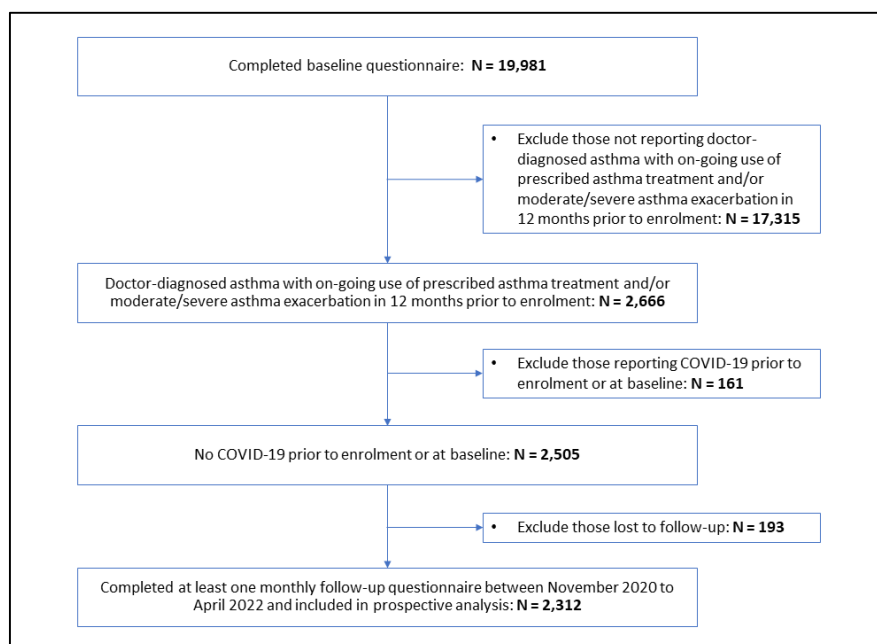 Completed baseline questionnaire: N = 19,981
• Exclude those not reporting doctor-
diagnosed asthma with on-going use of
prescribed asthma treatment and/or
moderate/severe asthma exacerbation in
12 months prior to enrolment: N = 17,315
Doctor-diagnosed asthma with on-going use of prescribed asthma treatment and/or
moderate/severe asthma exacerbation in 12 months prior to enrolment: N = 2,666
• Exclude those reporting COVID-19 prior to
enrolment or at baseline: N = 161
No COVID-19 prior to enrolment or at baseline: N = 2,505
• Exclude those lost to follow-up: N = 193
Completed at least one monthly follow-up questionnaire between November 2020 to
April 2022 and included in prospective analysis: N = 2,312